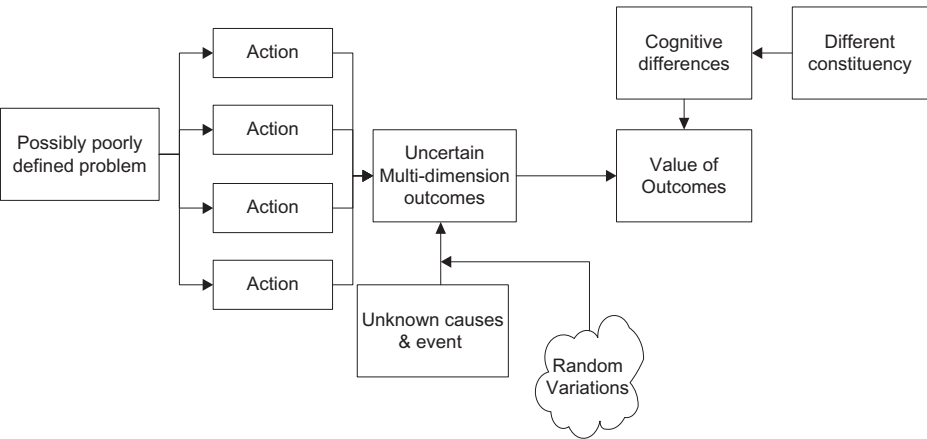 Possibly poorly
defined problem
Action
Action
Action
Action
Uncertain
Multi-dimension
outcomes
Unknown causes
& event
Random
Variations
Cognitive
differences
Different
constituency
Value of
Outcomes